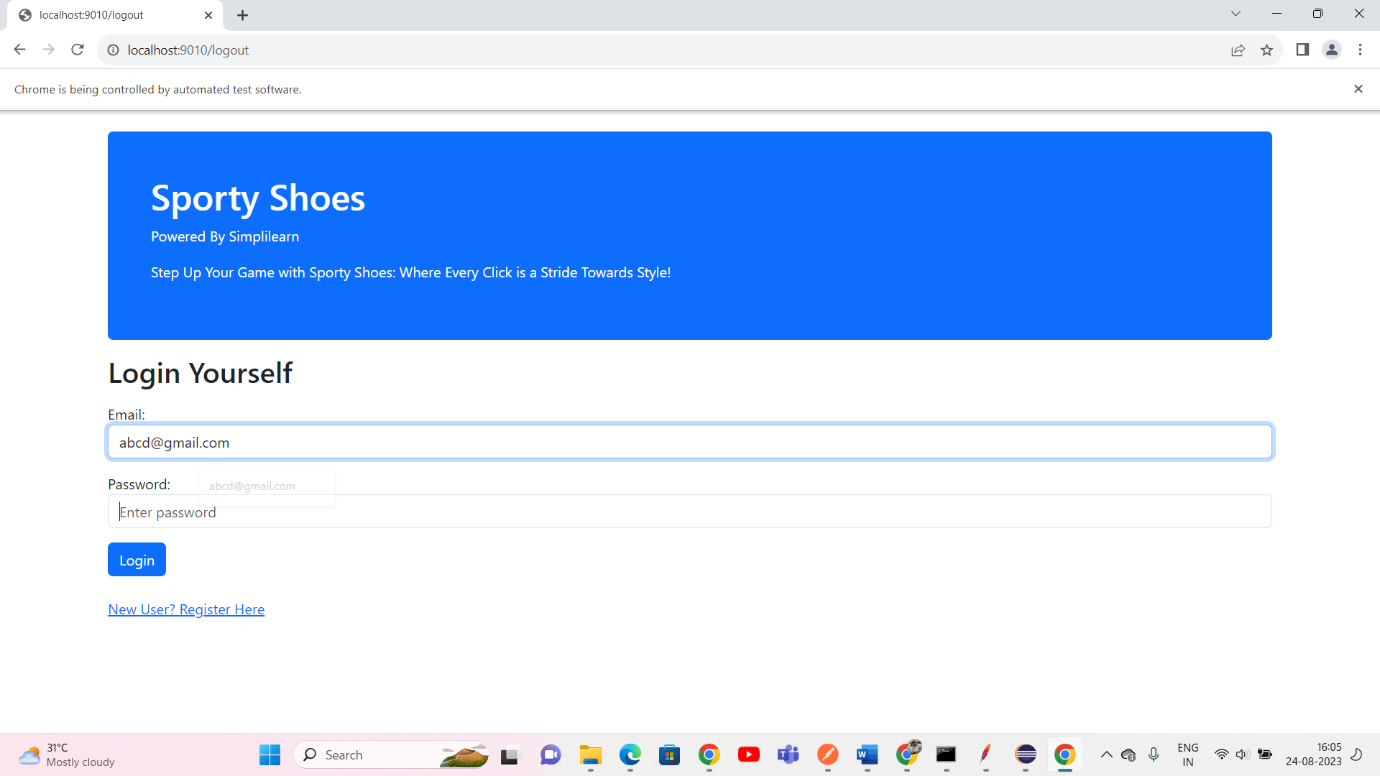 localhost:9010/logout
localhost:9010/logout
Chrome is being controlled by automated test software.
Sporty Shoes
Powered By Simplilearn
Step Up Your Game with Sporty Shoes: Where Every Click is a Stride Towards Style!
Login Yourself
Email:
abcd@gmail.com
Password:
abcd@gmail.com
Enter password
Login
New User? Register Here
31°C
Mostly cloudy
Search
ENG
IN
16:05
24-08-2023